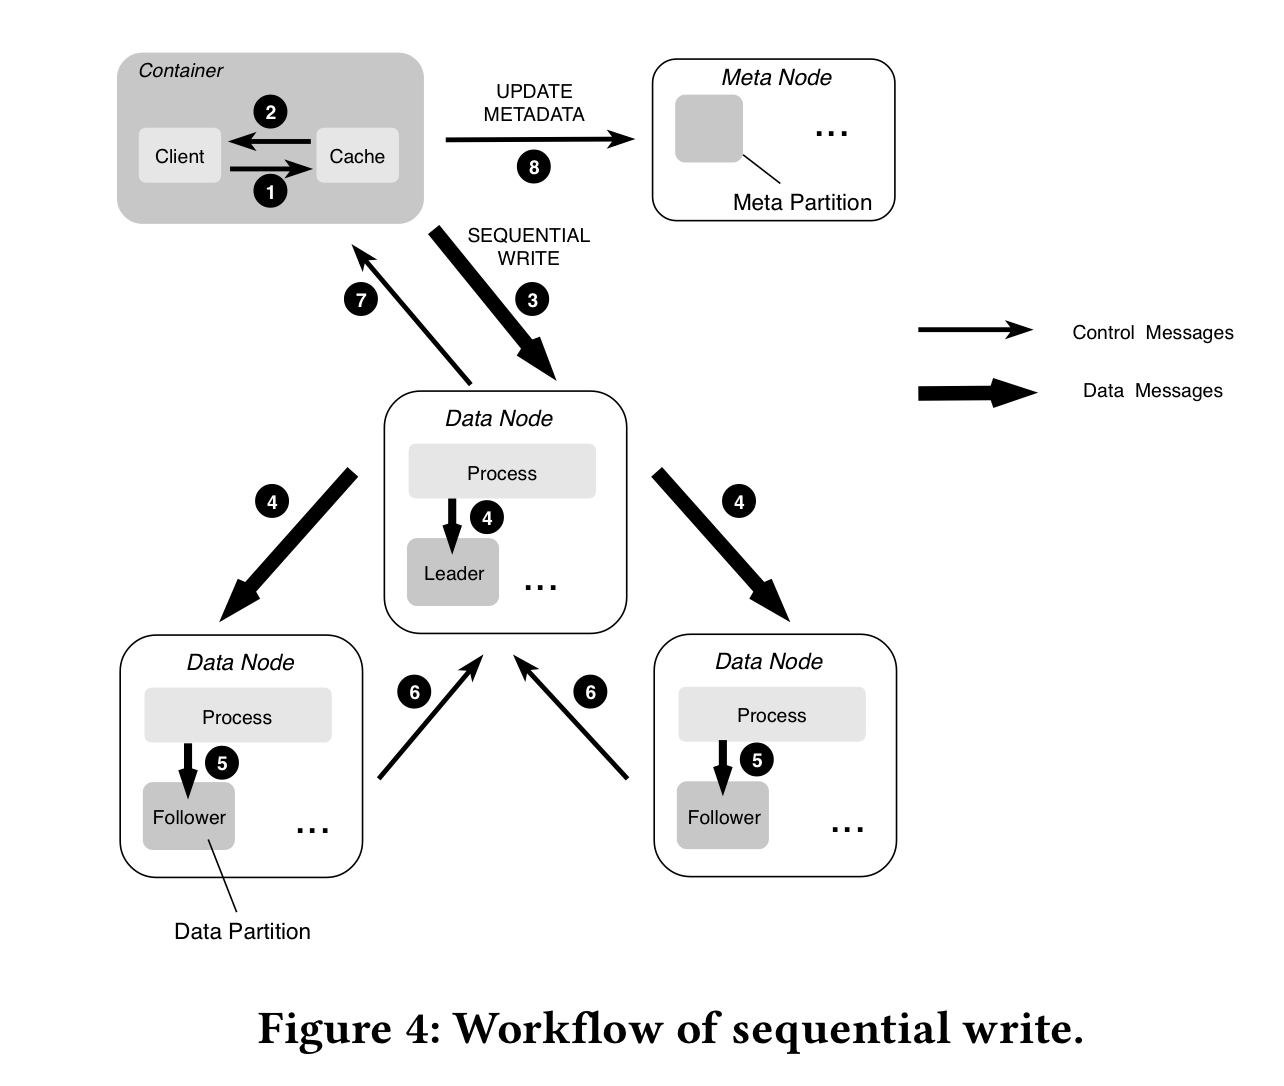 Container
2
Client
Cache
1
UPDATE
METADATA
8
Meta Node
...
Meta Partition
SEQUENTIAL
WRITE
3
7
Control Messages
Data Messages
Data Node
Process
4
Leader
...
4
4
Data Node
Process
5
Follower
...
Data Partition
6
6
Data Node
Process
5
Follower
...
Figure 4: Workflow of sequential write.